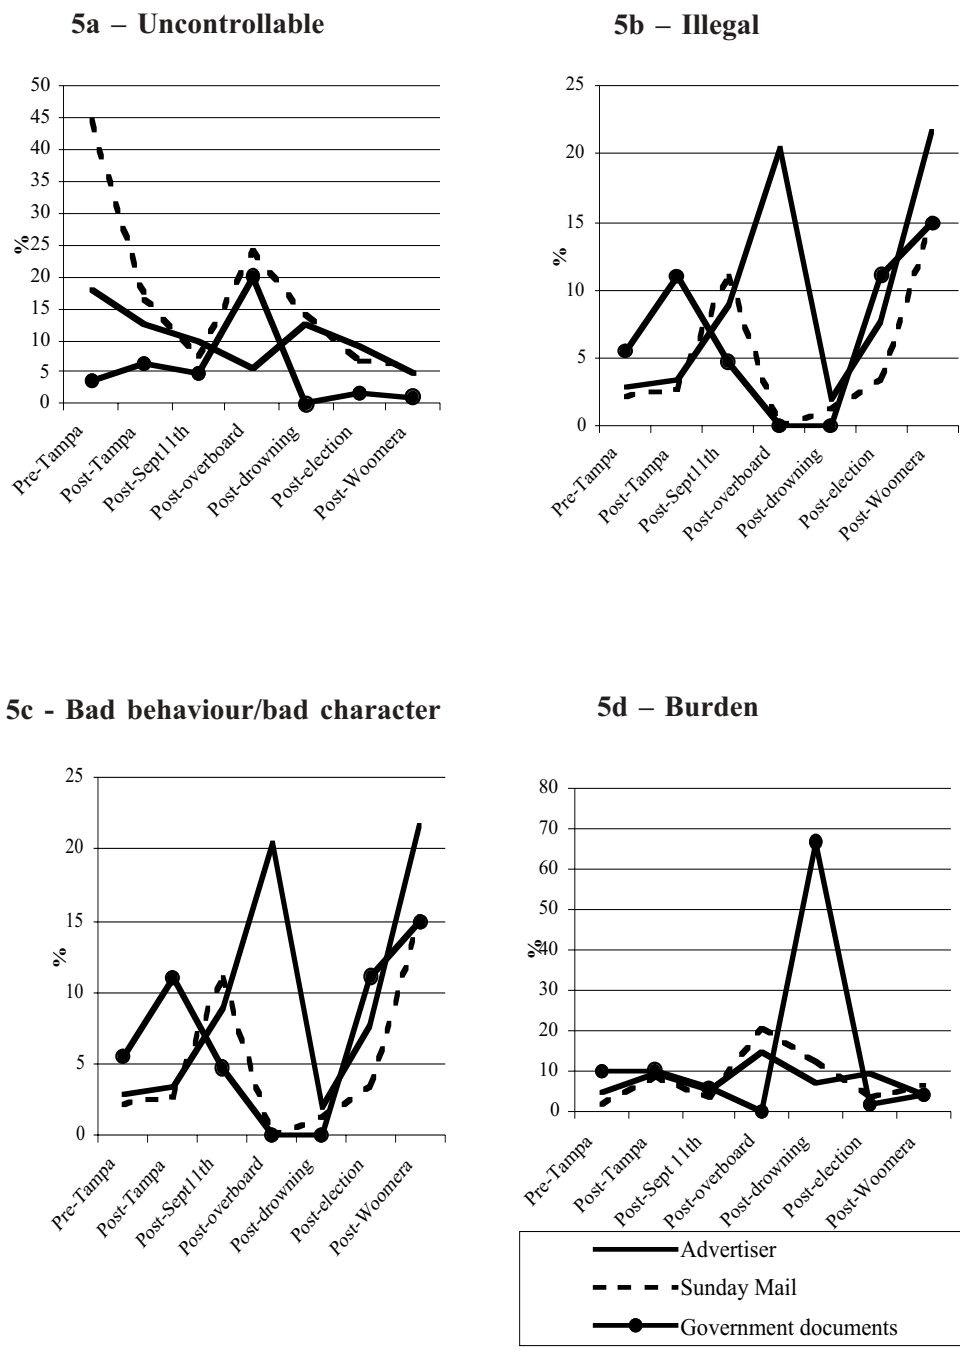 5a – Uncontrollable
50
45
40
35
30
25
20
15
10
5
0
%
Pre-Tampa
Post-Tampa
Post-Sept11th
Post-overboard
Post-drowning
Post-election
Post-Woomera
5b – Illegal
25
20
15
10
5
0
%
Pre-Tampa
Post-Tampa
Post-Sept11th
Post-overboard
Post-drowning
Post-election
Post-Woomera
5c - Bad behaviour/bad character
25
20
15
10
5
0
%
Pre-Tampa
Post-Tampa
Post-Sept11th
Post-overboard
Post-drowning
Post-election
Post-Woomera
5d – Burden
80
70
60
50
40
30
20
10
0
%
Pre-Tampa
Post-Tampa
Post-Sept 11th
Post-overboard
Post-drowning
Post-election
Post-Woomera
Advertiser
Sunday Mail
Government documents